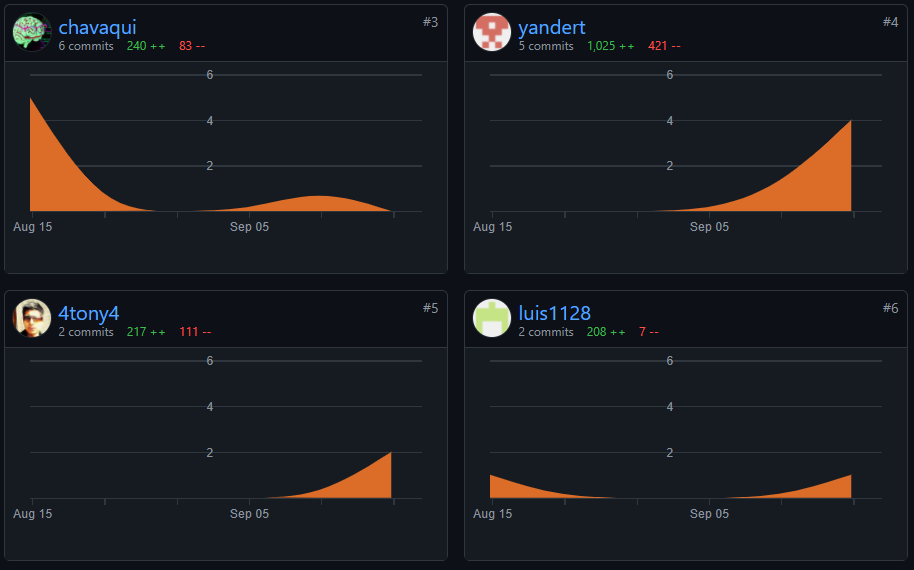 chavaqui #3
6 commits 240 ++ 83 --
6
4
2
Aug 15 Sep 05
yandert #4
5 commits 1,025 ++ 421 --
6
4
2
Aug 15 Sep 05
4tony4 #5
2 commits 217 ++ 111 --
6
4
2
Aug 15 Sep 05
luis1128 #6
2 commits 208 ++ 7 --
6
4
2
Aug 15 Sep 05